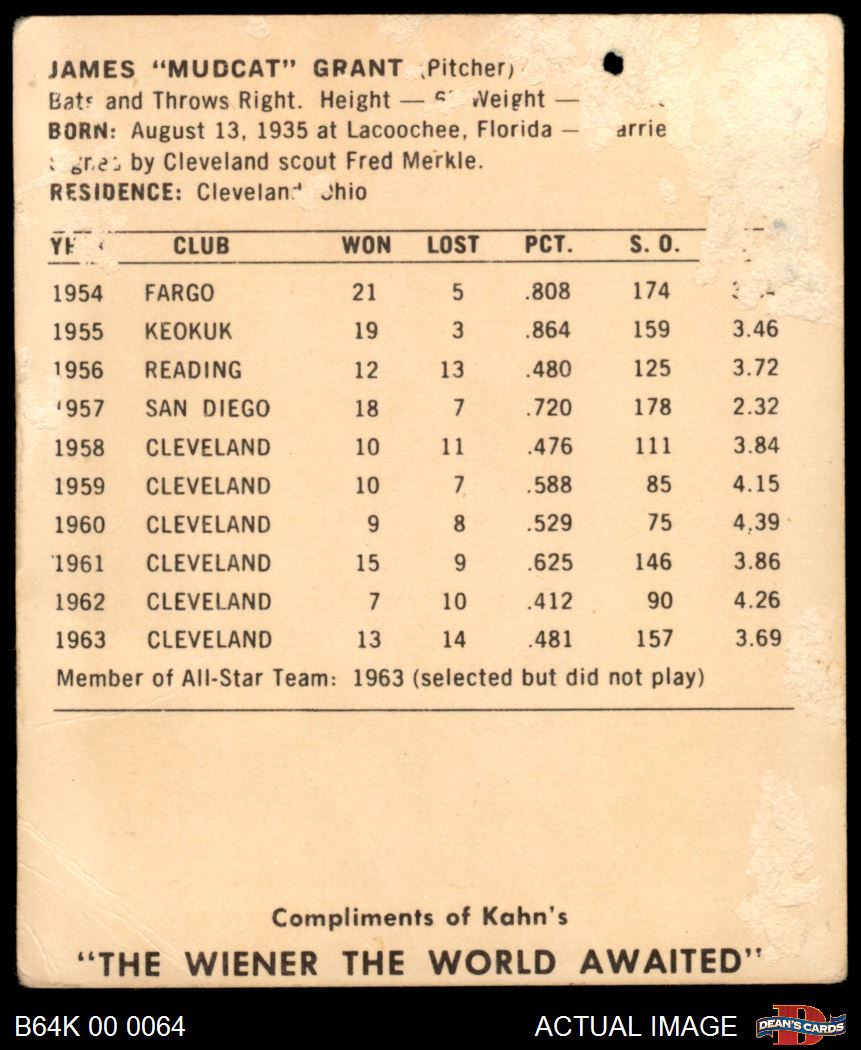 JAMES "MUDCAT" GRANT (Pitcher)
Bats and Throws Right. Height — Weight —
BORN: August 13, 1935 at Lacoochee, Florida —
by Cleveland scout Fred Merkle.
RESIDENCE: Cleveland Ohio
CLUB WON LOST PCT. S. O.
1954 FARGO 21 5 .808 174
1955 KEOKUK 19 3 .864 159 3.46
1956 READING 12 13 .480 125 3.72
1957 SAN DIEGO 18 7 .720 178 2.32
1958 CLEVELAND 10 11 .476 111 3.84
1959 CLEVELAND 10 7 .588 85 4.15
1960 CLEVELAND 9 8 .529 75 4.39
1961 CLEVELAND 15 9 .625 146 3.86
1962 CLEVELAND 7 10 .412 90 4.26
1963 CLEVELAND 13 14 .481 157 3.69
Member of All-Star Team: 1963 (selected but did not play)
Compliments of Kahn's
"THE WIENER THE WORLD AWAITED"
B64K 00 0064 ACTUAL IMAGE DEAN'S CARDS